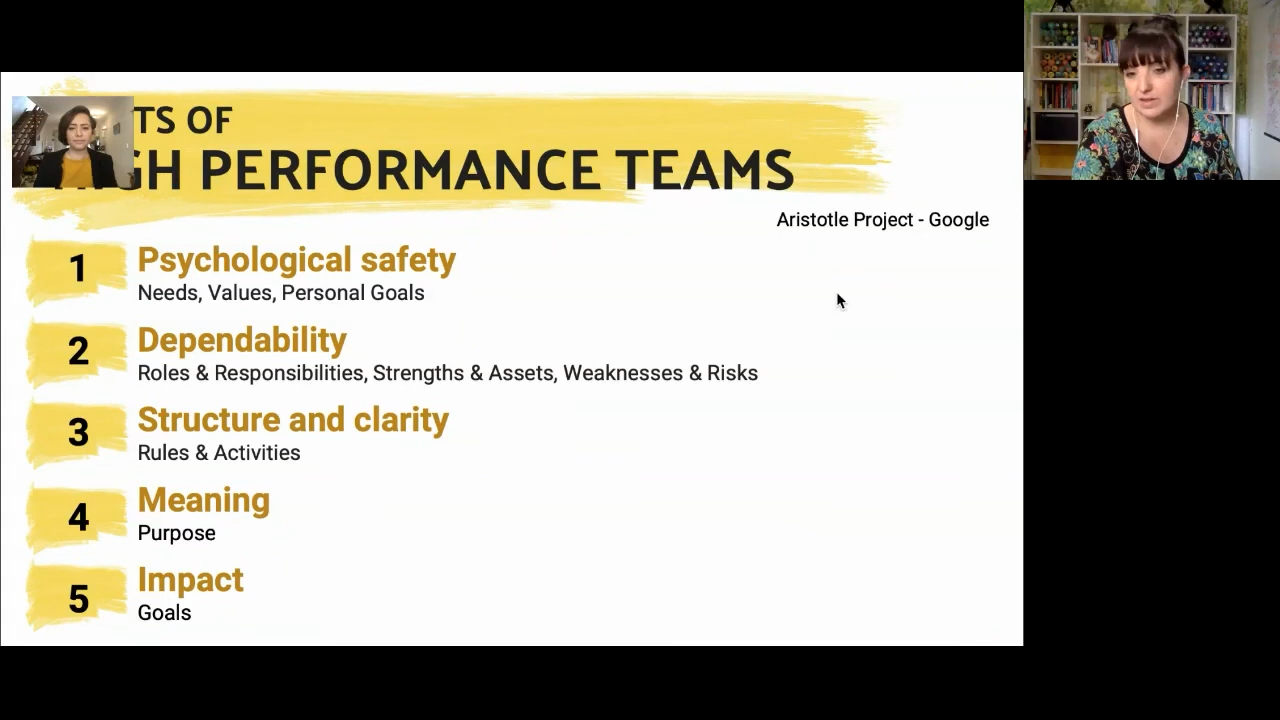 TS OF
GH PERFORMANCE TEAMS
Aristotle Project - Google
1
Psychological safety
Needs, Values, Personal Goals
2
Dependability
Roles & Responsibilities, Strengths & Assets, Weaknesses & Risks
3
Structure and clarity
Rules & Activities
4
Meaning
Purpose
5
Impact
Goals